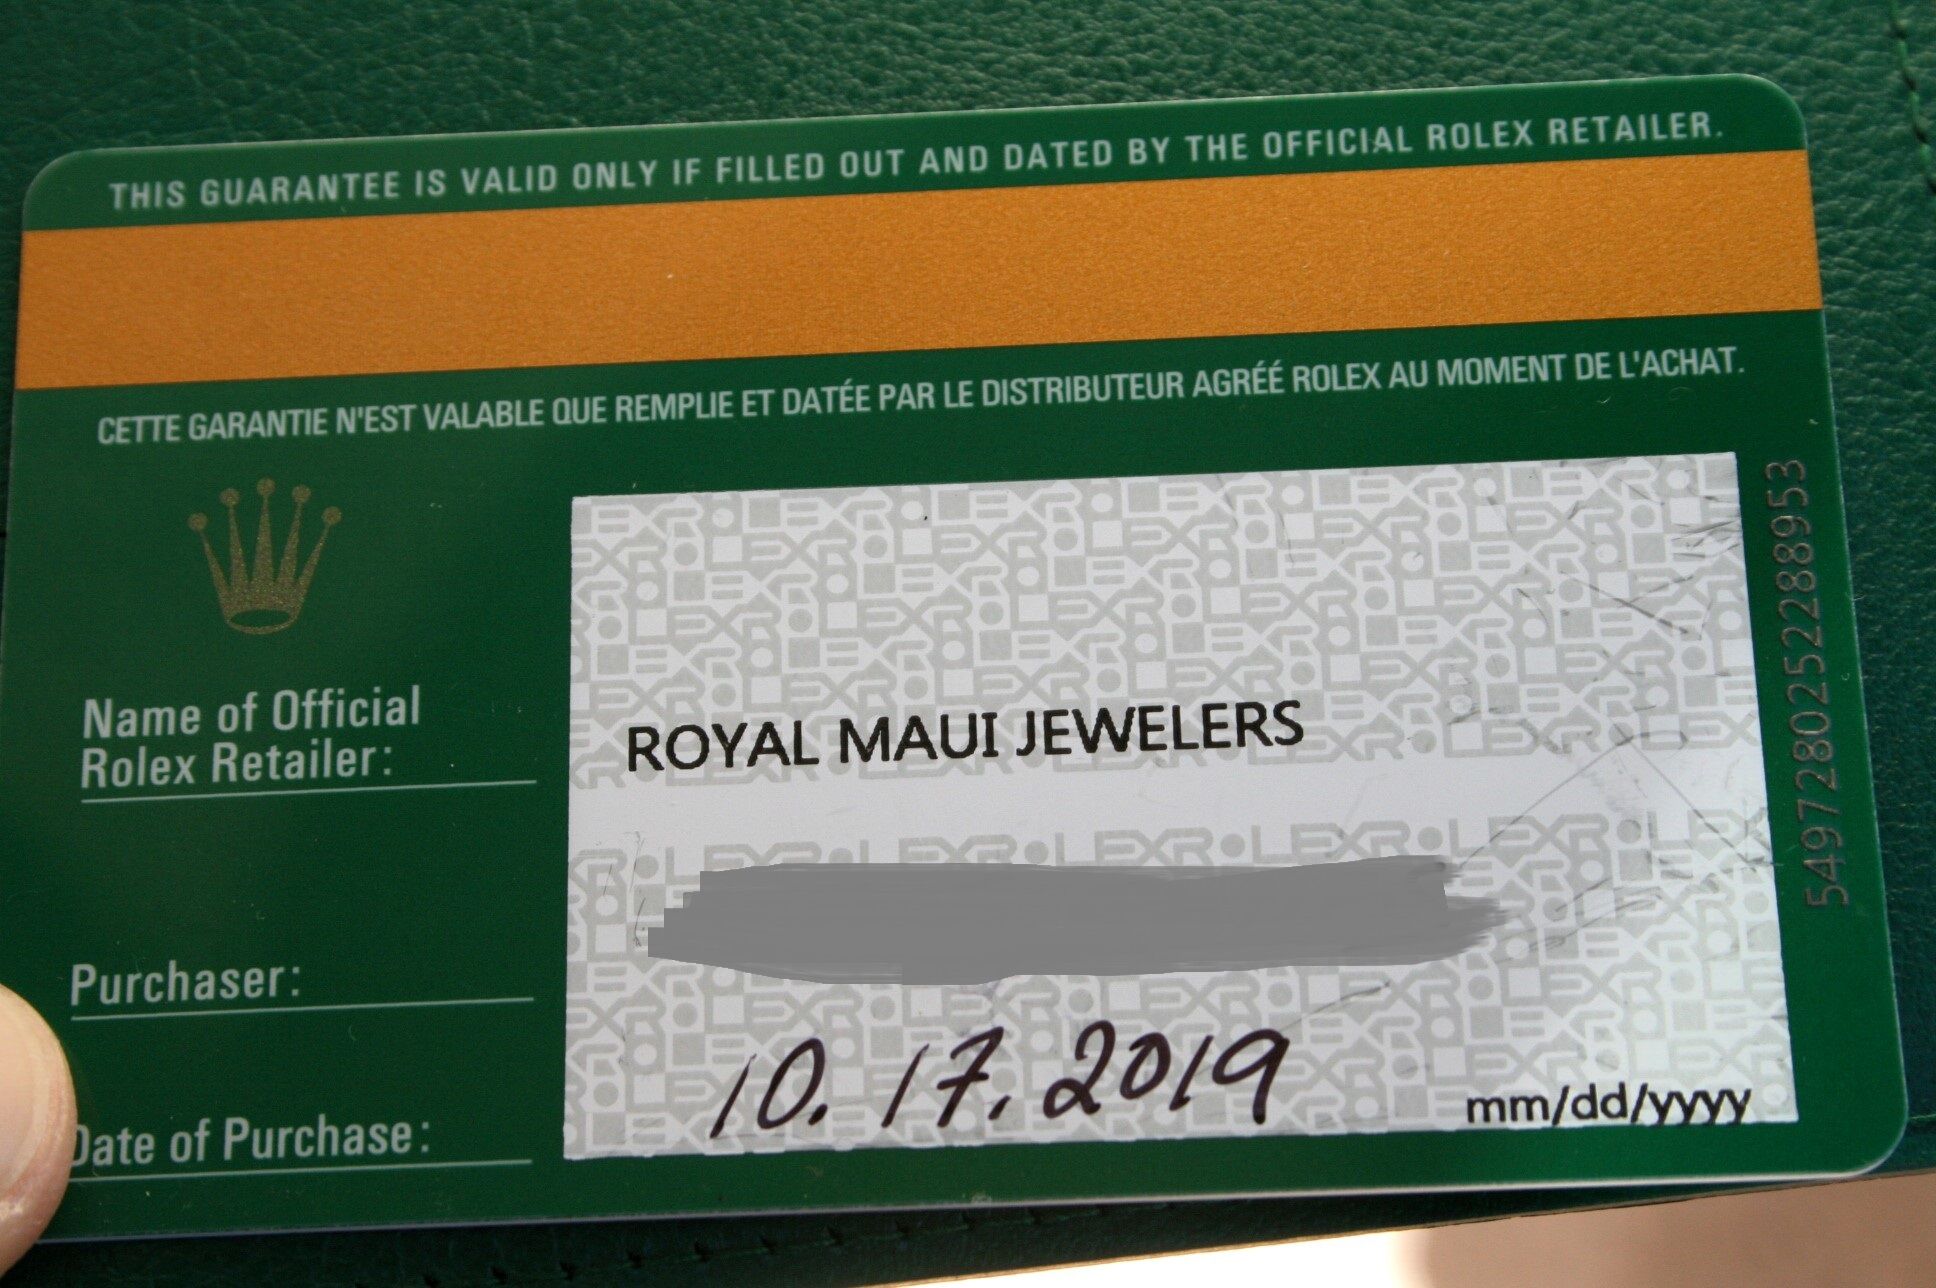 THIS GUARANTEE IS VALID ONLY IF FILLED OUT AND DATED BY THE OFFICIAL ROLEX RETAILER.
CETTE GARANTIE N'EST VALABLE QUE REMPLIE ET DATÉE PAR LE DISTRIBUTEUR AGRÉÉ ROLEX AU MOMENT DE L'ACHAT.
Name of Official
Rolex Retailer:
ROYAL MAUI JEWELERS
Purchaser:
Date of Purchase:
10.17.2019
mm/dd/yyyy
5497280252288953